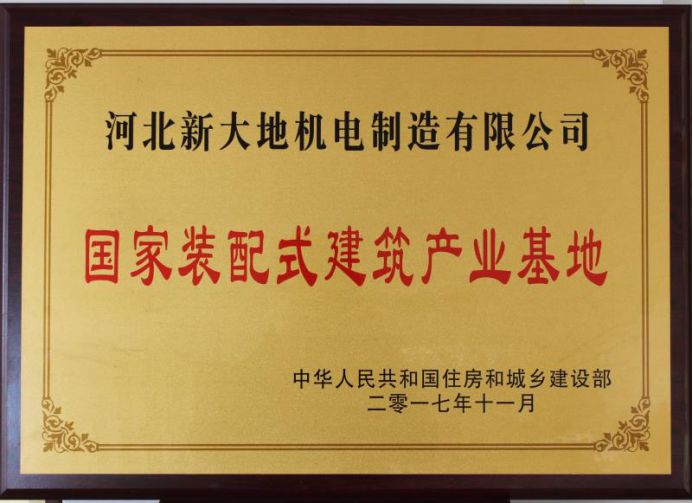 河北新大地机电制造有限公司
国家装配式建筑产业基地
中华人民共和国住房和城乡建设部
二零一七年十一月